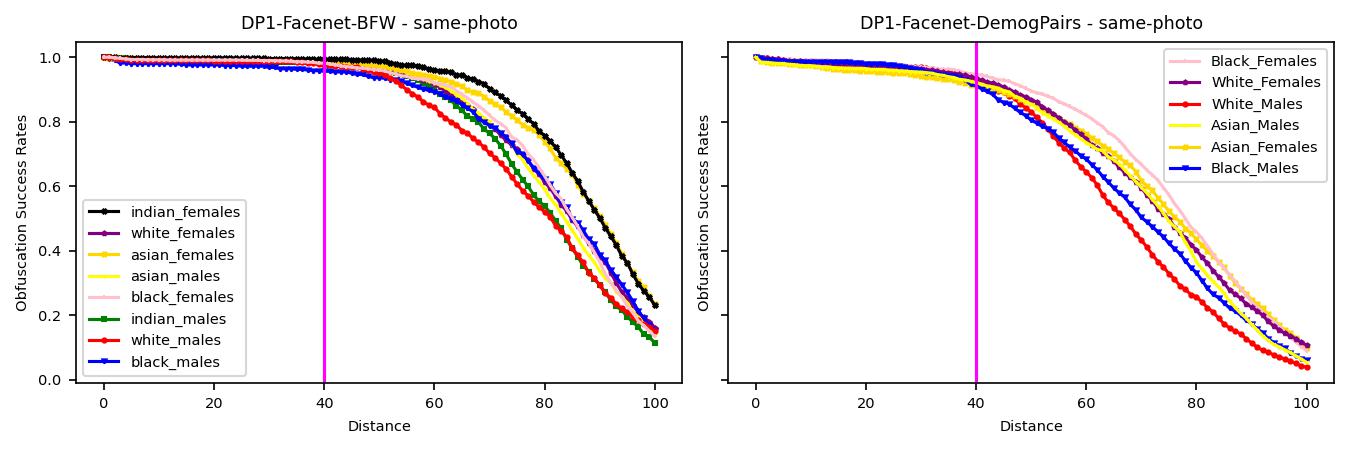 DP1-Facenet-BFW - same-photo
Obfuscation Success Rates
1.0
0.8
0.6
0.4
0.2
0.0
indian_females
white_females
asian_females
asian_males
black_females
indian_males
white_males
black_males
0 20 40 60 80 100
Distance
DP1-Facenet-DemogPairs - same-photo
Obfuscation Success Rates
Black_Females
White_Females
White_Males
Asian_Males
Asian_Females
Black_Males
0 20 40 60 80 100
Distance